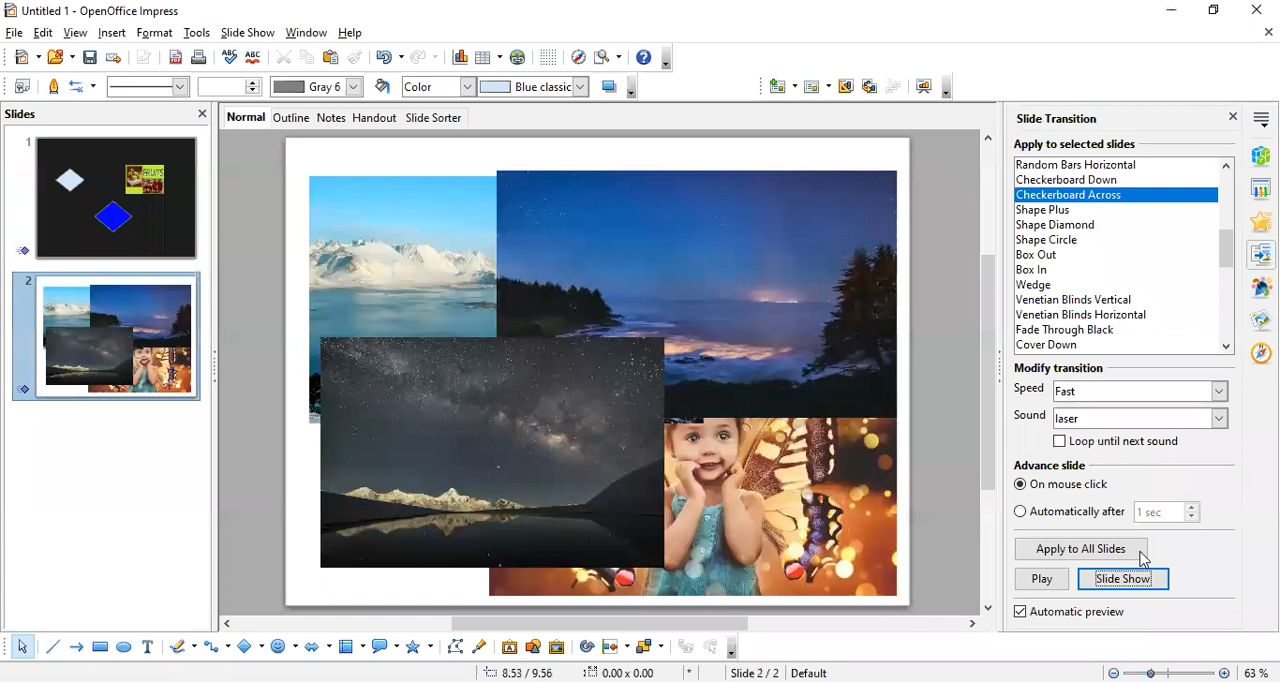 Untitled 1 - OpenOffice Impress
File Edit View Insert Format Tools Slide Show Window Help
Gray 6 Color Blue classic
Slides
Normal Outline Notes Handout Slide Sorter
1
FRUITS
2
Slide Transition
Apply to selected slides
Random Bars Horizontal
Checkerboard Down
Checkerboard Across
Shape Plus
Shape Diamond
Shape Circle
Box Out
Box In
Wedge
Venetian Blinds Vertical
Venetian Blinds Horizontal
Fade Through Black
Cover Down
Modify transition
Speed Fast
Sound laser
Loop until next sound
Advance slide
On mouse click
Automatically after 1 sec
Apply to All Slides
Play Slide Show
Automatic preview
8.53 / 9.56 0.00 x 0.00 * Slide 2 / 2 Default 63 %